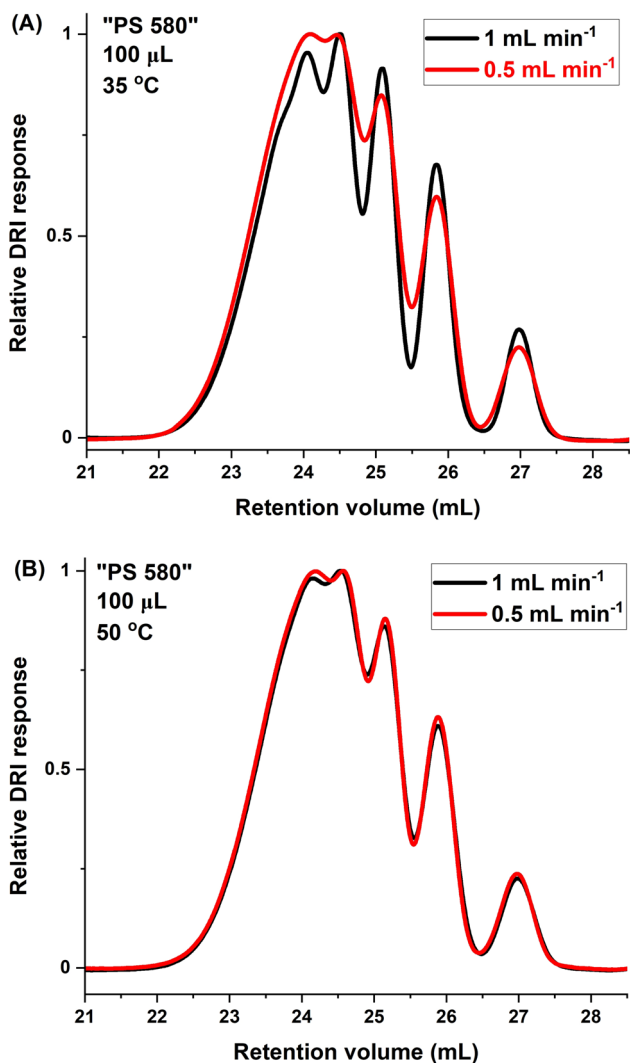 (A)
"PS 580"
100 μL
35 °C
1 mL min⁻¹
0.5 mL min⁻¹
Relative DRI response
1
0.5
0
21 22 23 24 25 26 27 28
Retention volume (mL)
(B)
"PS 580"
100 μL
50 °C
1 mL min⁻¹
0.5 mL min⁻¹
Relative DRI response
1
0.5
0
21 22 23 24 25 26 27 28
Retention volume (mL)